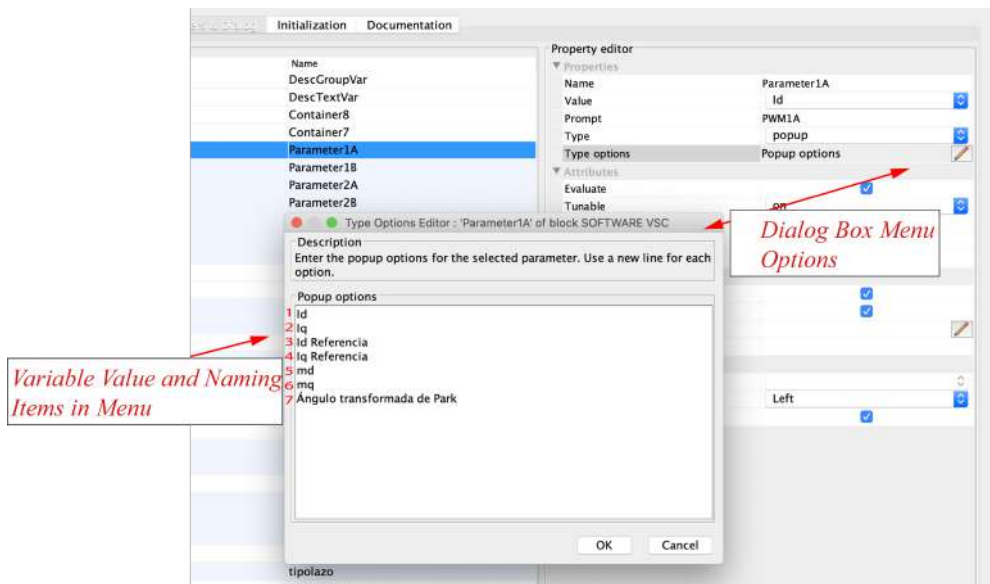 Initialization Documentation
Name
DescGroupVar
DescTextVar
Container8
Container7
Parameter1A
Parameter1B
Parameter2A
Parameter2B
tipolazo
Property editor
Properties
Name Parameter1A
Value Id
Prompt PWM1A
Type popup
Type options Popup options
Attributes
Evaluate
Tunable on
Left
Type Options Editor : 'Parameter1A' of block SOFTWARE VSC
Description
Enter the popup options for the selected parameter. Use a new line for each
option.
Popup options
1 Id
2 Iq
3 Id Referencia
4 Iq Referencia
5 md
6 mq
7 Ángulo transformada de Park
OK Cancel
Dialog Box Menu
Options
Variable Value and Naming
Items in Menu